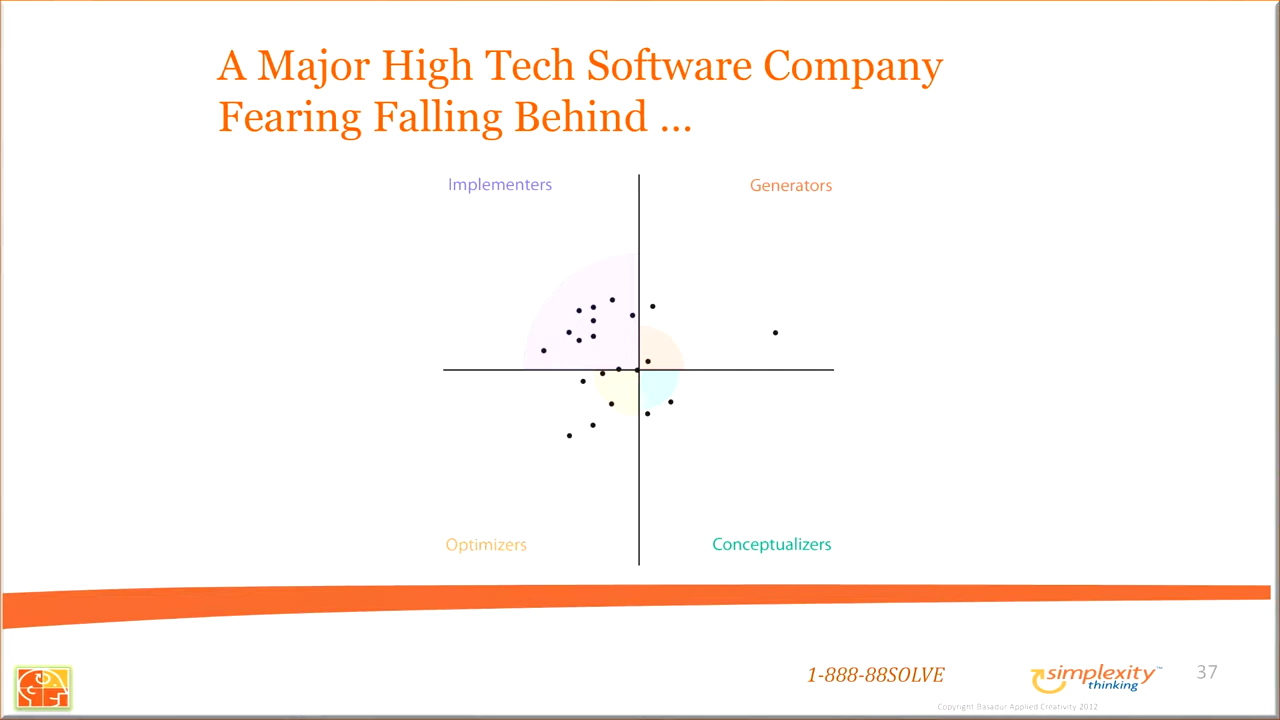 A Major High Tech Software Company
Fearing Falling Behind ...
Implementers
Generators
Optimizers
Conceptualizers
1-888-88SOLVE
simplexity™
thinking
37
Copyright Basadur Applied Creativity 2012